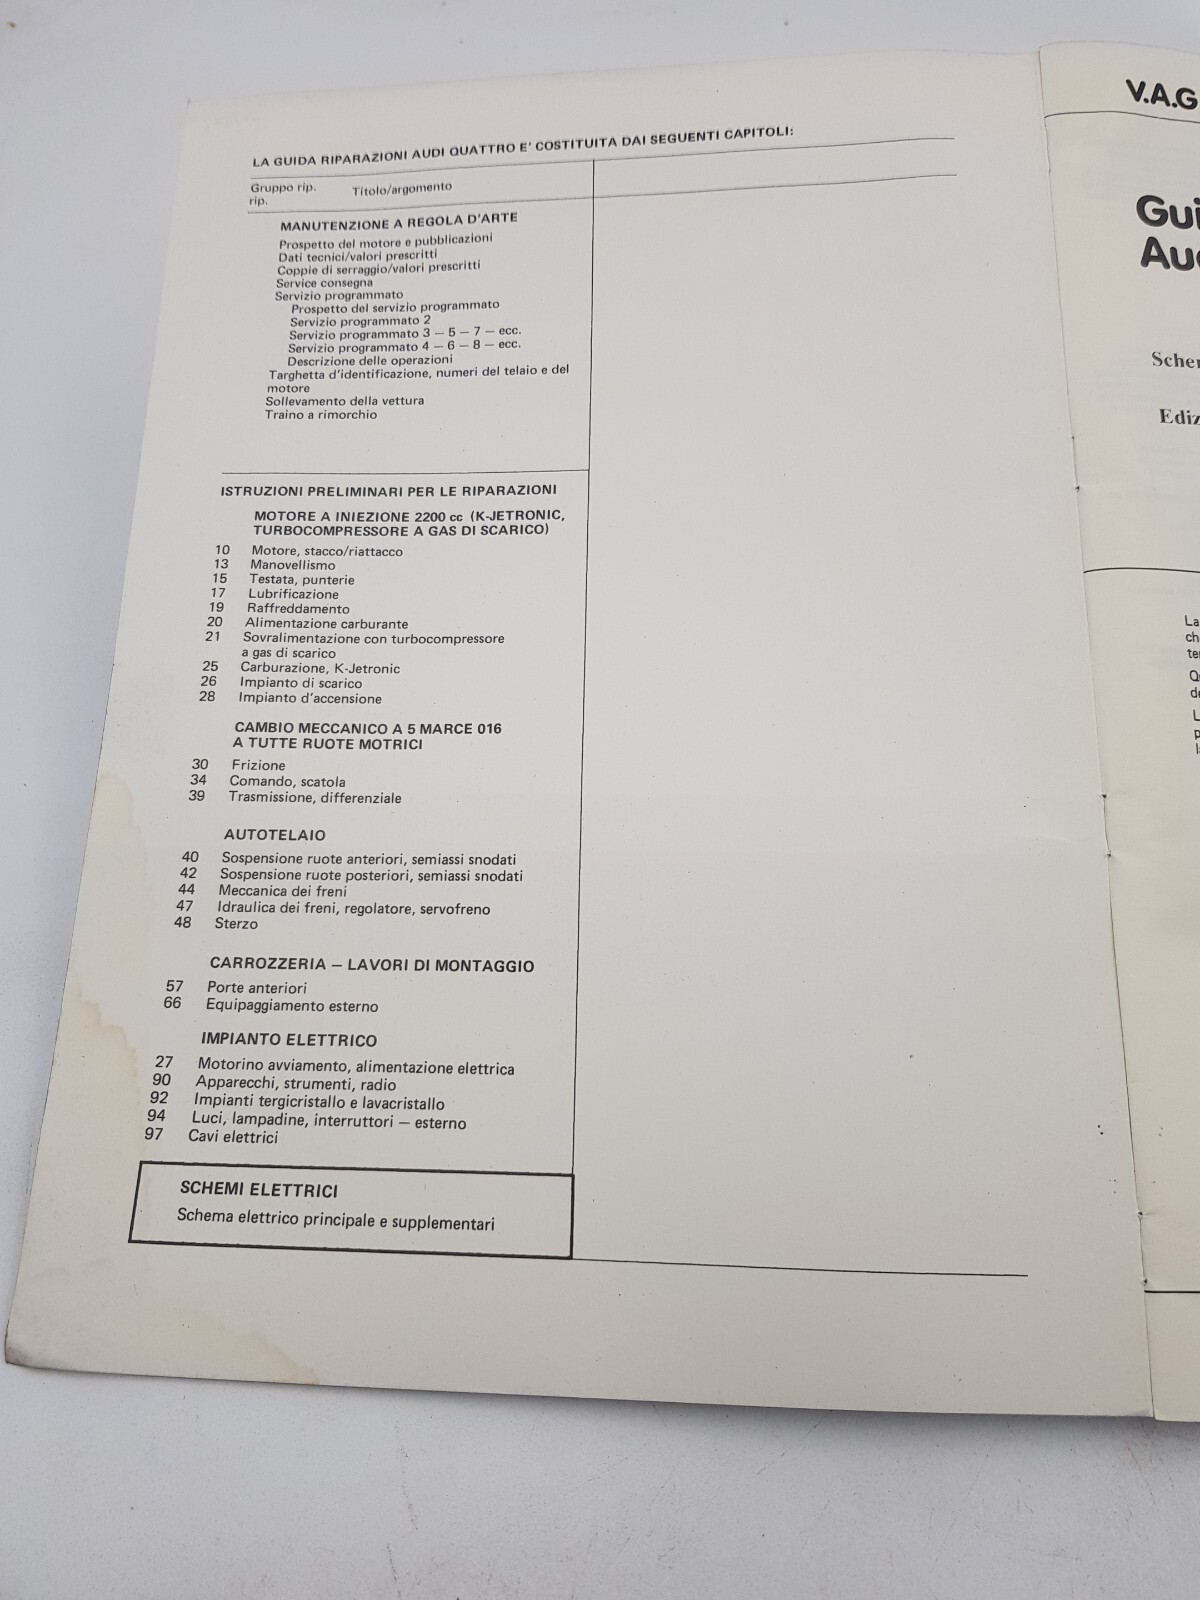 LA GUIDA RIPARAZIONI AUDI QUATTRO E' COSTITUITA DAI SEGUENTI CAPITOLI:
Gruppo rip. Titolo/argomento
rip.
MANUTENZIONE A REGOLA D'ARTE
Prospetto del motore e pubblicazioni
Dati tecnici/valori prescritti
Coppie di serraggio/valori prescritti
Service consegna
Servizio programmato
Prospetto del servizio programmato
Servizio programmato 2
Servizio programmato 3 – 5 – 7 – ecc.
Servizio programmato 4 – 6 – 8 – ecc.
Descrizione delle operazioni
Targhetta d'identificazione, numeri del telaio e del
motore
Sollevamento della vettura
Traino a rimorchio
ISTRUZIONI PRELIMINARI PER LE RIPARAZIONI
MOTORE A INIEZIONE 2200 cc (K-JETRONIC,
TURBOCOMPRESSORE A GAS DI SCARICO)
10 Motore, stacco/riattacco
13 Manovellismo
15 Testata, punterie
17 Lubrificazione
19 Raffreddamento
20 Alimentazione carburante
21 Sovralimentazione con turbocompressore
a gas di scarico
25 Carburazione, K-Jetronic
26 Impianto di scarico
28 Impianto d'accensione
CAMBIO MECCANICO A 5 MARCE 016
A TUTTE RUOTE MOTRICI
30 Frizione
34 Comando, scatola
39 Trasmissione, differenziale
AUTOTELAIO
40 Sospensione ruote anteriori, semiassi snodati
42 Sospensione ruote posteriori, semiassi snodati
44 Meccanica dei freni
47 Idraulica dei freni, regolatore, servofreno
48 Sterzo
CARROZZERIA – LAVORI DI MONTAGGIO
57 Porte anteriori
66 Equipaggiamento esterno
IMPIANTO ELETTRICO
27 Motorino avviamento, alimentazione elettrica
90 Apparecchi, strumenti, radio
92 Impianti tergicristallo e lavacristallo
94 Luci, lampadine, interruttori – esterno
97 Cavi elettrici
SCHEMI ELETTRICI
Schema elettrico principale e supplementari
V.A.G
Gui
Au
Scher
Ediz
La
ch